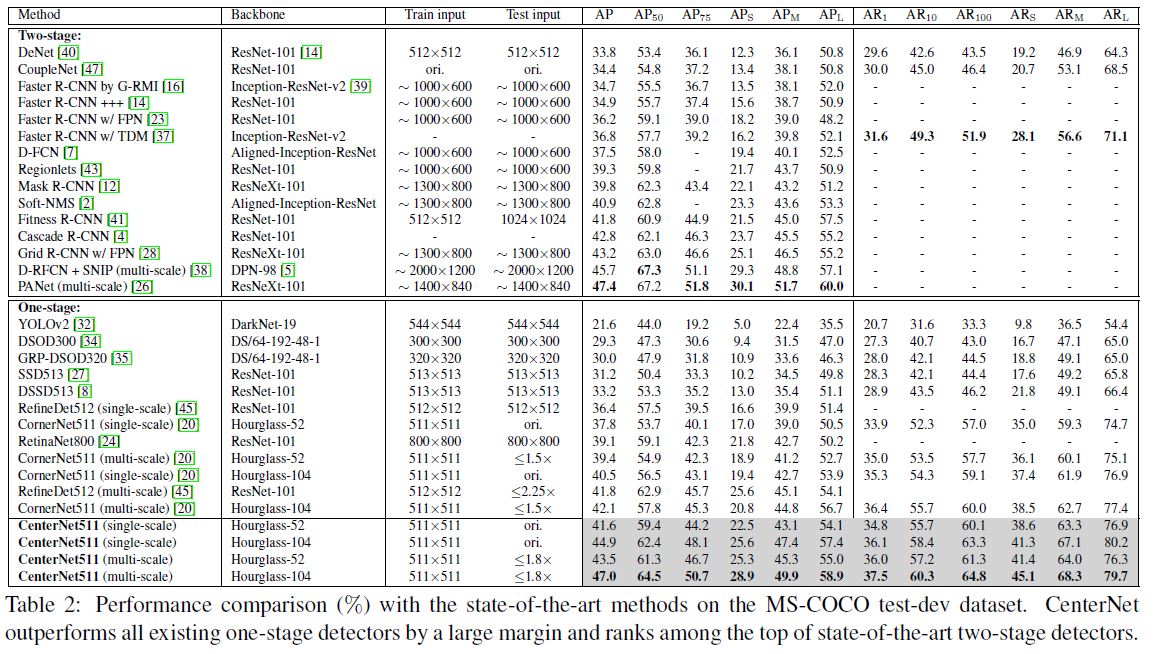 Method Backbone Train input Test input AP AP50 AP75 APS APM APL AR1 AR10 AR100 ARS ARM ARL
Two-stage:
DeNet [40] ResNet-101 [14] 512×512 512×512 33.8 53.4 36.1 12.3 36.1 50.8 29.6 42.6 43.5 19.2 46.9 64.3
CoupleNet [47] ResNet-101 ori. ori. 34.4 54.8 37.2 13.4 38.1 50.8 30.0 45.0 46.4 20.7 53.1 68.5
Faster R-CNN by G-RMI [16] Inception-ResNet-v2 [39] ~ 1000×600 ~ 1000×600 34.7 55.5 36.7 13.5 38.1 52.0 - - - - - -
Faster R-CNN +++ [14] ResNet-101 ~ 1000×600 ~ 1000×600 34.9 55.7 37.4 15.6 38.7 50.9 - - - - - -
Faster R-CNN w/ FPN [23] ResNet-101 ~ 1000×600 ~ 1000×600 36.2 59.1 39.0 18.2 39.0 48.2 - - - - - -
Faster R-CNN w/ TDM [37] Inception-ResNet-v2 - - 36.8 57.7 39.2 16.2 39.8 52.1 31.6 49.3 51.9 28.1 56.6 71.1
D-FCN [7] Aligned-Inception-ResNet ~ 1000×600 ~ 1000×600 37.5 58.0 - 19.4 40.1 52.5 - - - - - -
Regionlets [43] ResNet-101 ~ 1000×600 ~ 1000×600 39.3 59.8 - 21.7 43.7 50.9 - - - - - -
Mask R-CNN [12] ResNeXt-101 ~ 1300×800 ~ 1300×800 39.8 62.3 43.4 22.1 43.2 51.2 - - - - - -
Soft-NMS [2] Aligned-Inception-ResNet ~ 1300×800 ~ 1300×800 40.9 62.8 - 23.3 43.6 53.3 - - - - - -
Fitness R-CNN [41] ResNet-101 512×512 1024×1024 41.8 60.9 44.9 21.5 45.0 57.5 - - - - - -
Cascade R-CNN [4] ResNet-101 - - 42.8 62.1 46.3 23.7 45.5 55.2 - - - - - -
Grid R-CNN w/ FPN [28] ResNeXt-101 ~ 1300×800 ~ 1300×800 43.2 63.0 46.6 25.1 46.5 55.2 - - - - - -
D-RFCN + SNIP (multi-scale) [38] DPN-98 [5] ~ 2000×1200 ~ 2000×1200 45.7 67.3 51.1 29.3 48.8 57.1 - - - - - -
PANet (multi-scale) [26] ResNeXt-101 ~ 1400×840 ~ 1400×840 47.4 67.2 51.8 30.1 51.7 60.0 - - - - - -
One-stage:
YOLOv2 [32] DarkNet-19 544×544 544×544 21.6 44.0 19.2 5.0 22.4 35.5 20.7 31.6 33.3 9.8 36.5 54.4
DSOD300 [34] DS/64-192-48-1 300×300 300×300 29.3 47.3 30.6 9.4 31.5 47.0 27.3 40.7 43.0 16.7 47.1 65.0
GRP-DSOD320 [35] DS/64-192-48-1 320×320 320×320 30.0 47.9 31.8 10.9 33.6 46.3 28.0 42.1 44.5 18.8 49.1 65.0
SSD513 [27] ResNet-101 513×513 513×513 31.2 50.4 33.3 10.2 34.5 49.8 28.3 42.1 44.4 17.6 49.2 65.8
DSSD513 [8] ResNet-101 513×513 513×513 33.2 53.3 35.2 13.0 35.4 51.1 28.9 43.5 46.2 21.8 49.1 66.4
RefineDet512 (single-scale) [45] ResNet-101 512×512 512×512 36.4 57.5 39.5 16.6 39.9 51.4 - - - - - -
CornerNet511 (single-scale) [20] Hourglass-52 511×511 ori. 37.8 53.7 40.1 17.0 39.0 50.5 33.9 52.3 57.0 35.0 59.3 74.7
RetinaNet800 [24] ResNet-101 800×800 800×800 39.1 59.1 42.3 21.8 42.7 50.2 - - - - - -
CornerNet511 (multi-scale) [20] Hourglass-52 511×511 ≤1.5× 39.4 54.9 42.3 18.9 41.2 52.7 35.0 53.5 57.7 36.1 60.1 75.1
CornerNet511 (single-scale) [20] Hourglass-104 511×511 ori. 40.5 56.5 43.1 19.4 42.7 53.9 35.3 54.3 59.1 37.4 61.9 76.9
RefineDet512 (multi-scale) [45] ResNet-101 512×512 ≤2.25× 41.8 62.9 45.7 25.6 45.1 54.1
CornerNet511 (multi-scale) [20] Hourglass-104 511×511 ≤1.5× 42.1 57.8 45.3 20.8 44.8 56.7 36.4 55.7 60.0 38.5 62.7 77.4
CenterNet511 (single-scale) Hourglass-52 511×511 ori. 41.6 59.4 44.2 22.5 43.1 54.1 34.8 55.7 60.1 38.6 63.3 76.9
CenterNet511 (single-scale) Hourglass-104 511×511 ori. 44.9 62.4 48.1 25.6 47.4 57.4 36.1 58.4 63.3 41.3 67.1 80.2
CenterNet511 (multi-scale) Hourglass-52 511×511 ≤1.8× 43.5 61.3 46.7 25.3 45.3 55.0 36.0 57.2 61.3 41.4 64.0 76.3
CenterNet511 (multi-scale) Hourglass-104 511×511 ≤1.8× 47.0 64.5 50.7 28.9 49.9 58.9 37.5 60.3 64.8 45.1 68.3 79.7
Table 2: Performance comparison (%) with the state-of-the-art methods on the MS-COCO test-dev dataset. CenterNet
outperforms all existing one-stage detectors by a large margin and ranks among the top of state-of-the-art two-stage detectors.